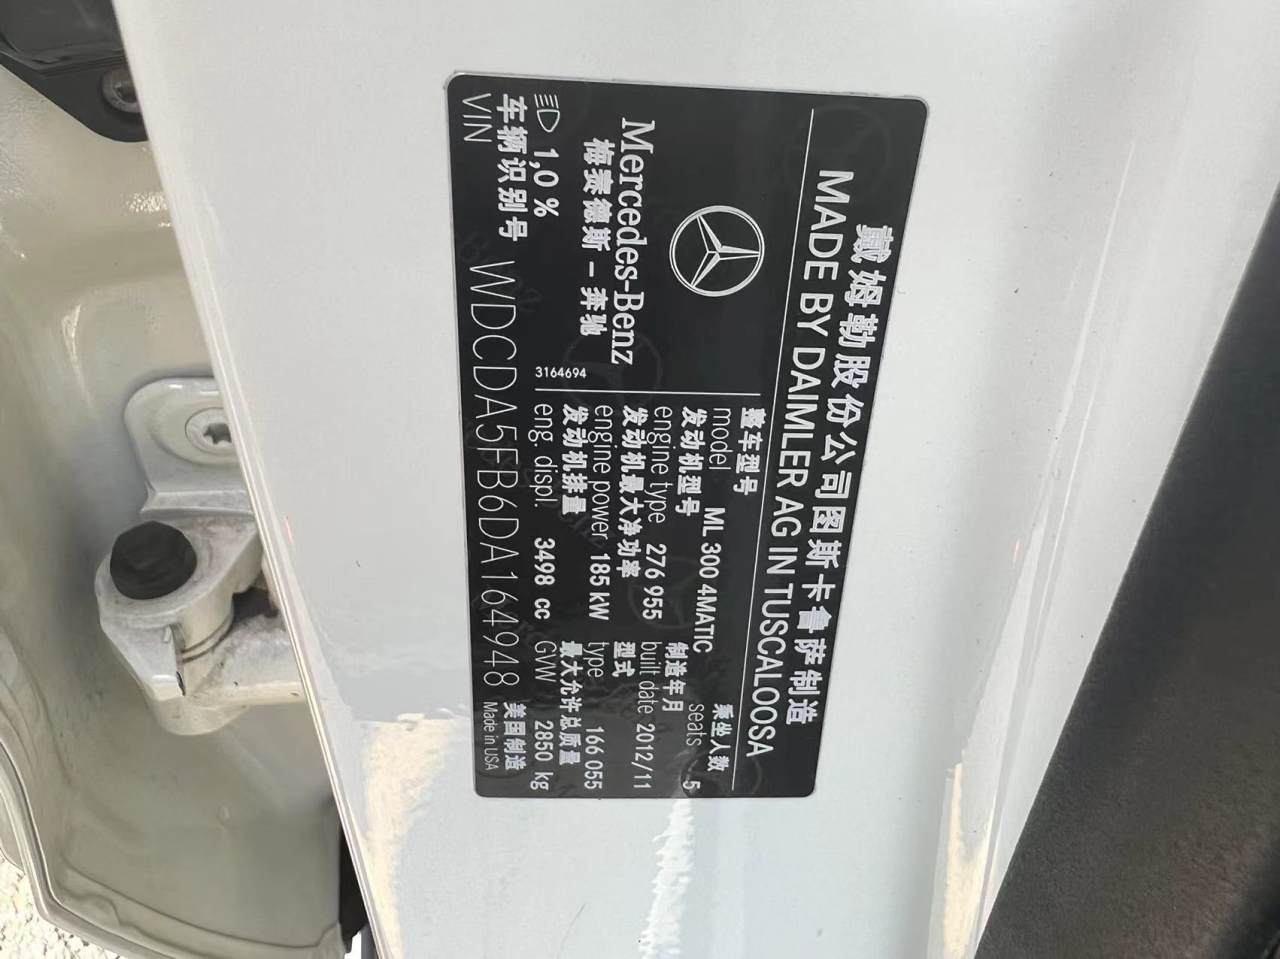 戴姆勒股份公司图斯卡鲁萨制造
MADE BY DAIMLER AG IN TUSCALOOSA
Mercedes-Benz
梅赛德斯-奔驰
1,0 %
3164694
整车型号
model ML 300 4MATIC
乘坐人数
seats 5
发动机型号
engine type 276 955
制造年月
built date 2012/11
发动机最大净功率
engine power 185 kW
型式
type 166 055
发动机排量
eng. displ. 3498 cc
最大允许总质量
GVW 2850 kg
车辆识别号
VIN WDCDA5FB6DA164948
美国制造
Made in USA